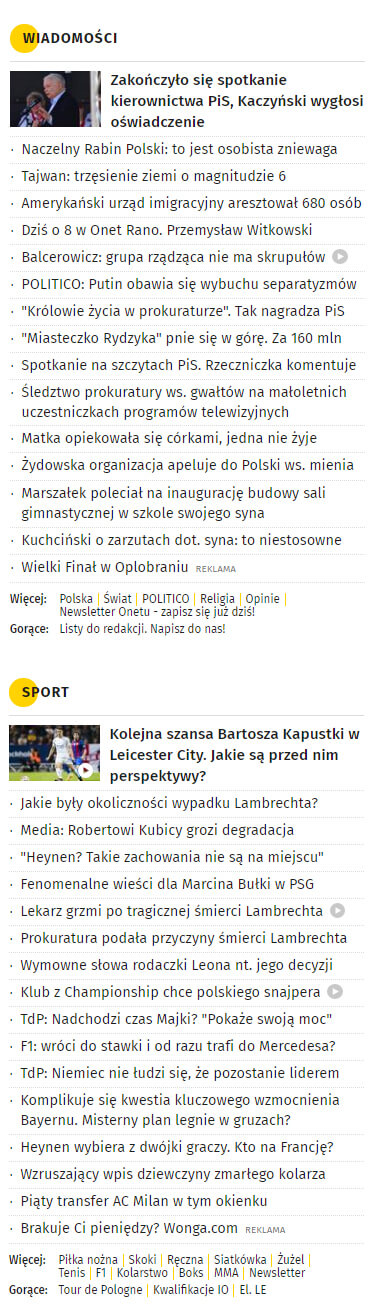 WIADOMOŚCI
Zakończyło się spotkanie
kierownictwa PiS, Kaczyński wygłosi
oświadczenie
· Naczelny Rabin Polski: to jest osobista zniewaga
· Tajwan: trzęsienie ziemi o magnitudzie 6
· Amerykański urząd imigracyjny aresztował 680 osób
· Dziś o 8 w Onet Rano. Przemysław Witkowski
· Balcerowicz: grupa rządząca nie ma skrupułów
· POLITICO: Putin obawia się wybuchu separatyzmów
· "Królowie życia w prokuraturze". Tak nagradza PiS
· "Miasteczko Rydzyka" pnie się w górę. Za 160 mln
· Spotkanie na szczytach PiS. Rzeczniczka komentuje
· Śledztwo prokuratury ws. gwałtów na małoletnich
uczestniczkach programów telewizyjnych
· Matka opiekowała się córkami, jedna nie żyje
· Żydowska organizacja apeluje do Polski ws. mienia
· Marszałek poleciał na inaugurację budowy sali
gimnastycznej w szkole swojego syna
· Kuchciński o zarzutach dot. syna: to niestosowne
· Wielki Finał w Oplobraniu REKLAMA
Więcej: Polska | Świat | POLITICO | Religia | Opinie |
Newsletter Onetu - zapisz się już dziś!
Gorące: Listy do redakcji. Napisz do nas!
SPORT
Kolejna szansa Bartosza Kapustki w
Leicester City. Jakie są przed nim
perspektywy?
· Jakie były okoliczności wypadku Lambrechta?
· Media: Robertowi Kubicy grozi degradacja
· "Heynen? Takie zachowania nie są na miejscu"
· Fenomenalne wieści dla Marcina Bułki w PSG
· Lekarz grzmi po tragicznej śmierci Lambrechta
· Prokuratura podała przyczyny śmierci Lambrechta
· Wymowne słowa rodaczki Leona nt. jego decyzji
· Klub z Championship chce polskiego snajpera
· TdP: Nadchodzi czas Majki? "Pokaże swoją moc"
· F1: wróci do stawki i od razu trafi do Mercedesa?
· TdP: Niemiec nie łudzi się, że pozostanie liderem
· Komplikuje się kwestia kluczowego wzmocnienia
Bayernu. Misterny plan legnie w gruzach?
· Heynen wybiera z dwójki graczy. Kto na Francję?
· Wzruszający wpis dziewczyny zmarłego kolarza
· Piąty transfer AC Milan w tym okienku
· Brakuje Ci pieniędzy? Wonga.com REKLAMA
Więcej: Piłka nożna | Skoki | Ręczna | Siatkówka | Żużel |
Tenis | F1 | Kolarstwo | Boks | MMA | Newsletter
Gorące: Tour de Pologne | Kwalifikacje IO | El. LE